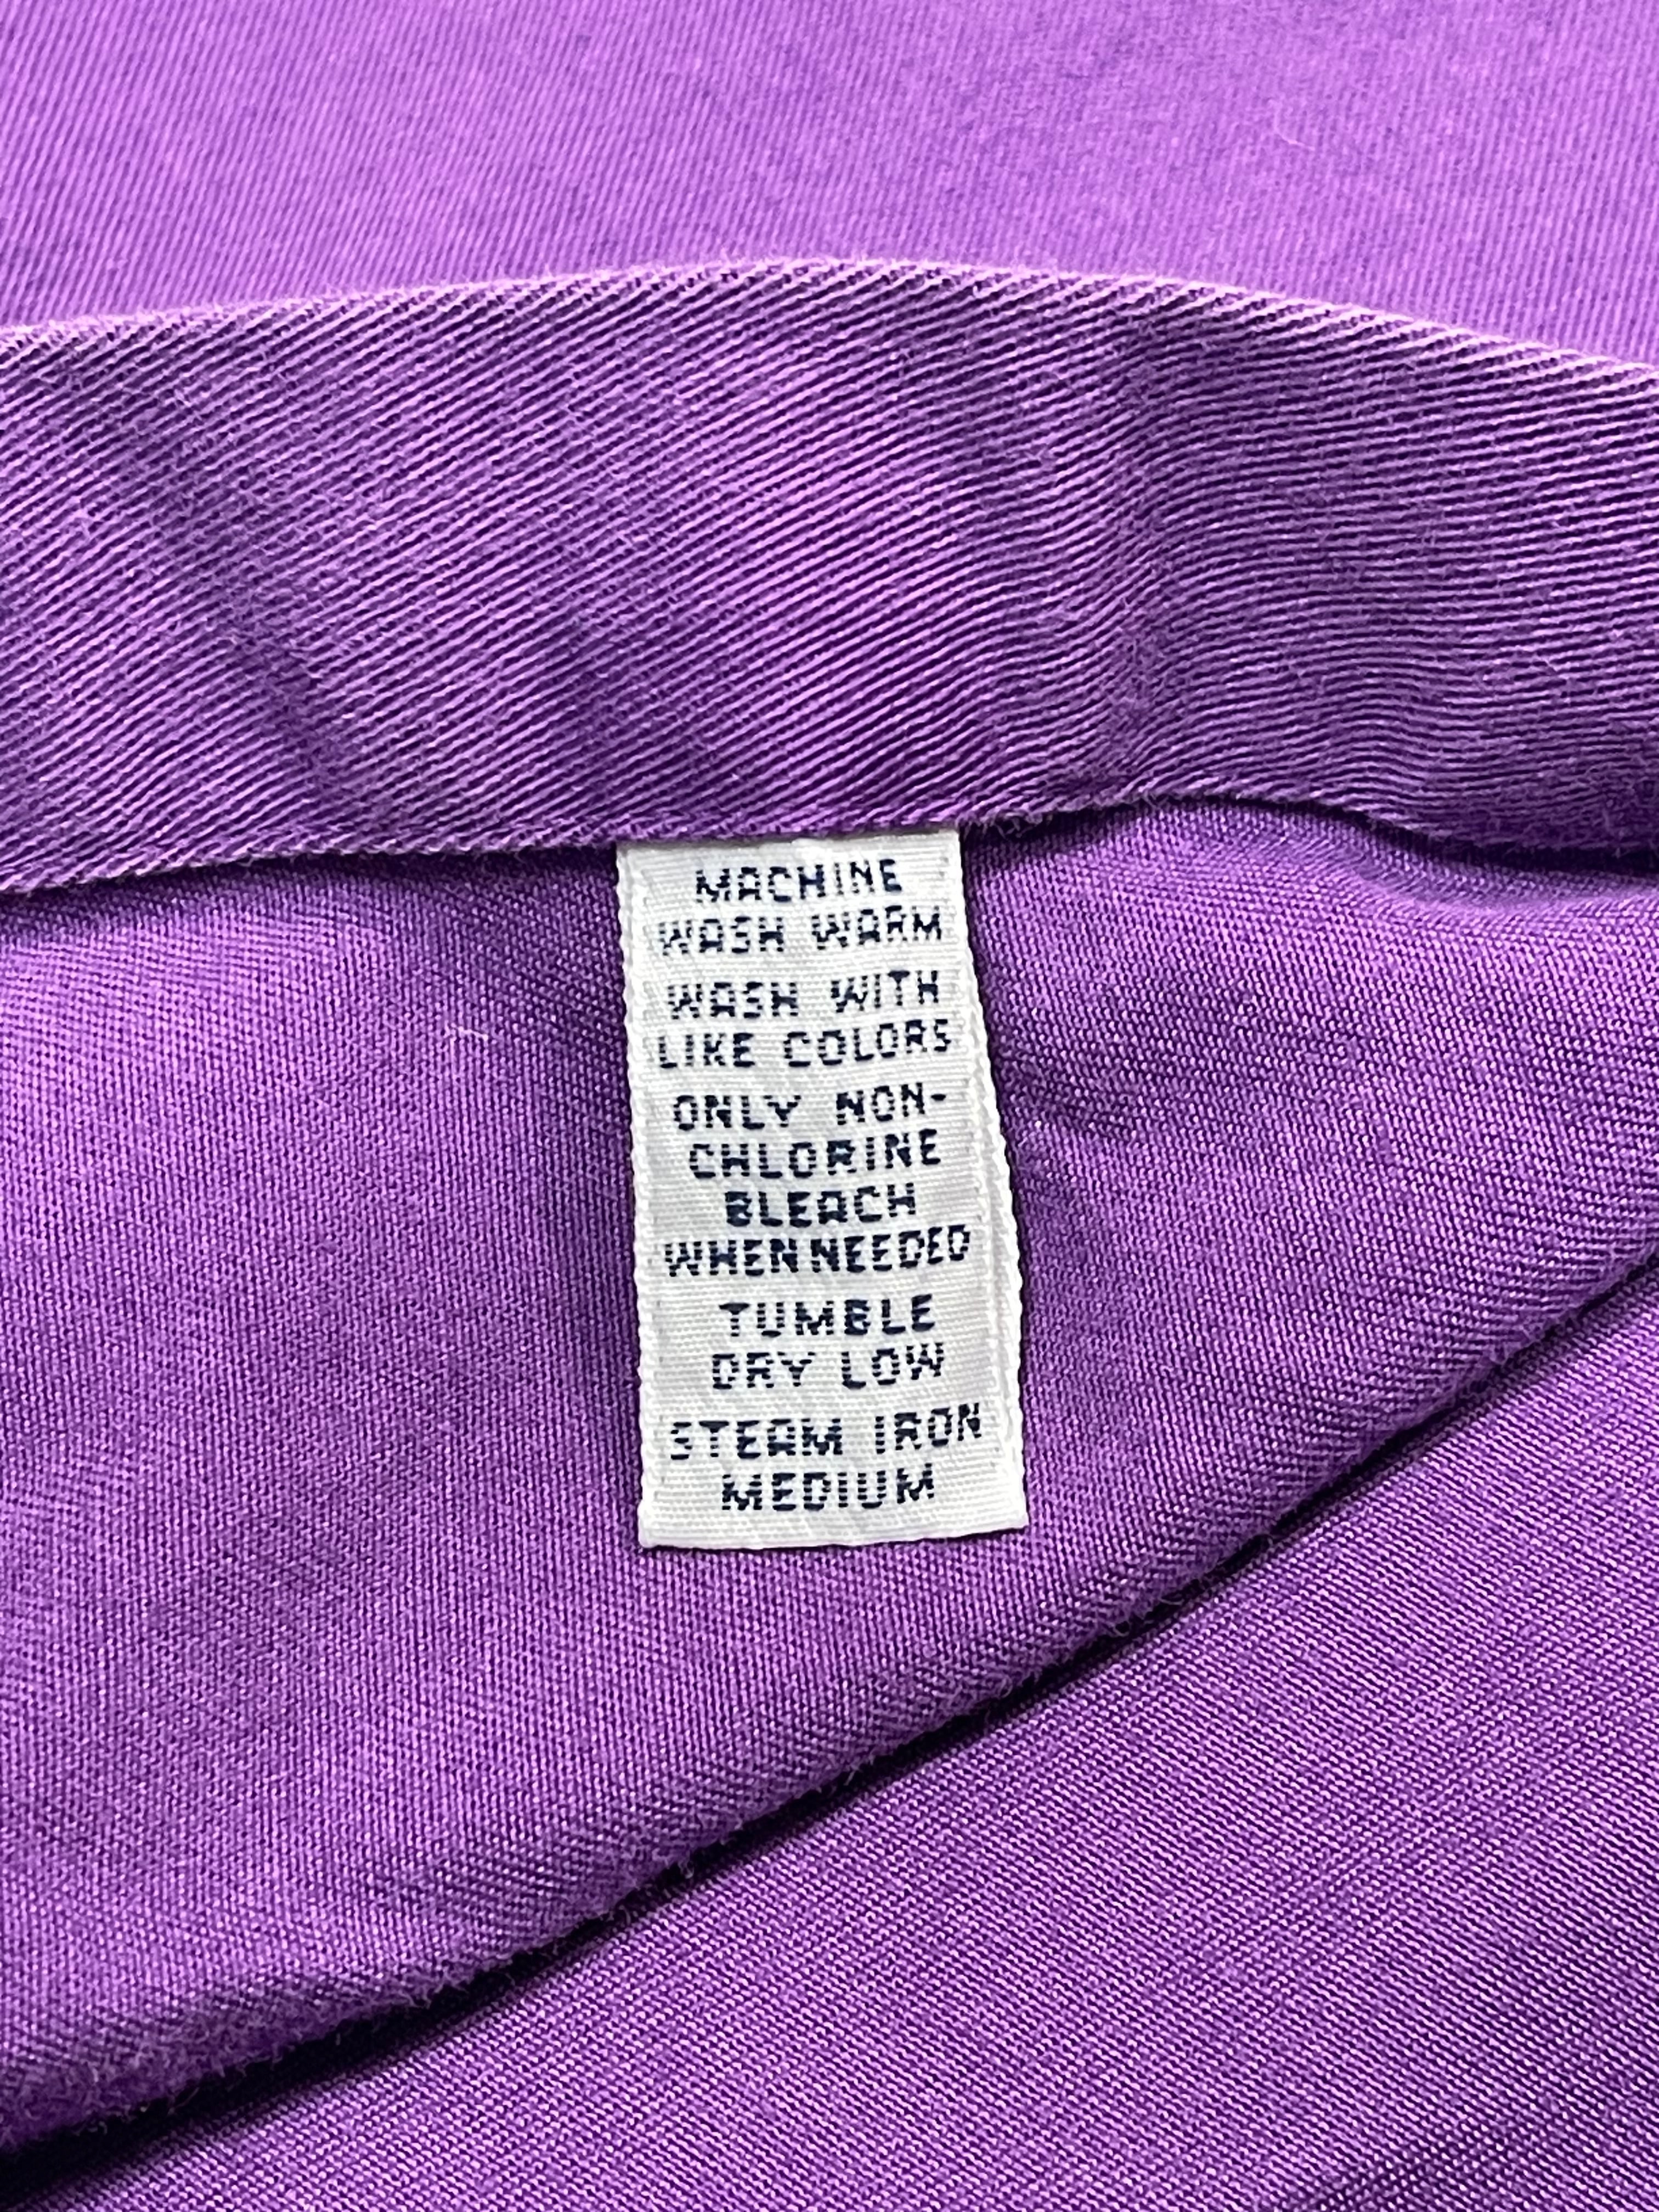 MACHINE
WASH WARM
WASH WITH
LIKE COLORS
ONLY NON-
CHLORINE
BLEACH
WHEN NEEDED
TUMBLE
DRY LOW
STEAM IRON
MEDIUM